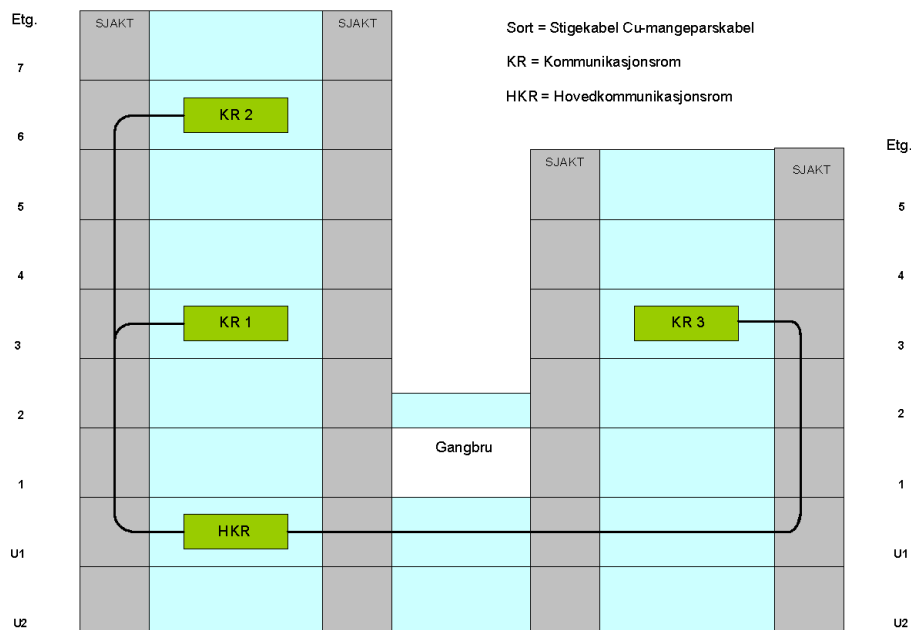 Etg.
SJAKT
SJAKT
Sort = Stigekabel Cu-mangeparskabel
KR = Kommunikasjonsrom
HKR = Hovedkommunikasjonsrom
7
KR 2
6
Etg.
SJAKT
SJAKT
5
5
4
4
KR 1
KR 3
3
3
2
2
Gangbru
1
1
HKR
U1
U1
U2
U2